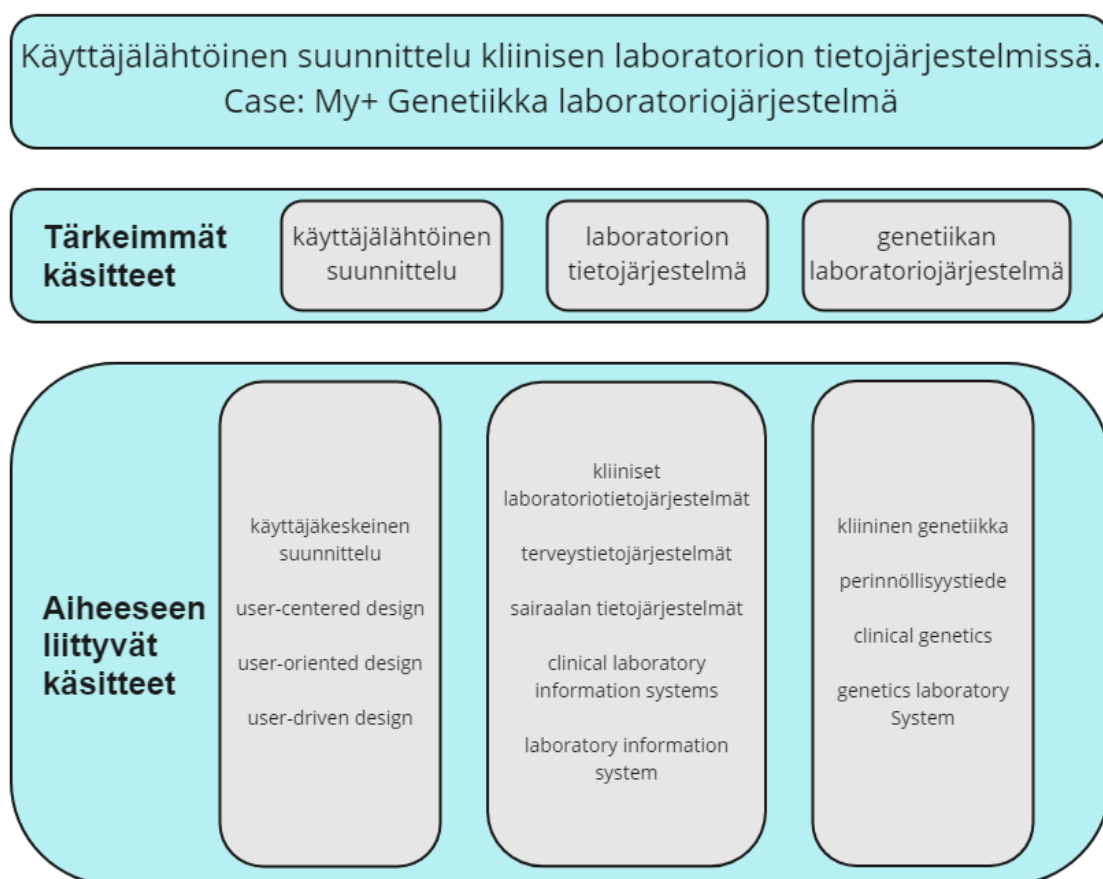 Käyttäjälähtöinen suunnittelu kliinisen laboratorion tietojärjestelmissä.
Case: My+ Genetiikka laboratoriojärjestelmä
Tärkeimmät
käsitteet
käyttäjälähtöinen
suunnittelu
laboratorion
tietojärjestelmä
genetiikan
laboratoriojärjestelmä
Aiheeseen
liittyvät
käsitteet
käyttäjäkeskeinen
suunnittelu
user-centered design
user-oriented design
user-driven design
kliiniset
laboratoriotietojärjestelmät
terveystietojärjestelmät
sairaalan tietojärjestelmät
clinical laboratory
information systems
laboratory information
system
kliininen genetiikka
perinnöllisyystiede
clinical genetics
genetics laboratory
System